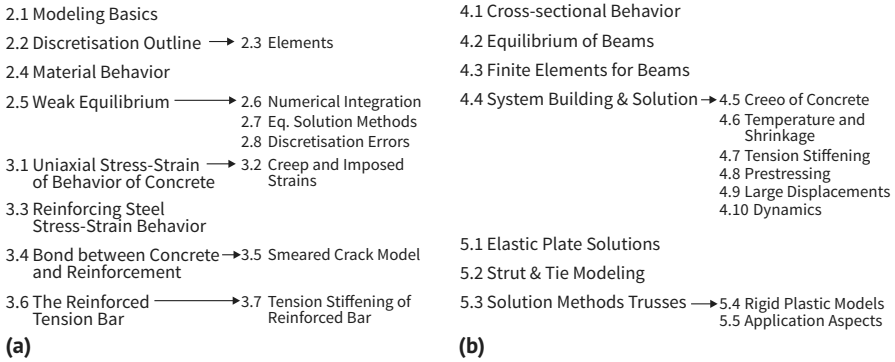 2.1 Modeling Basics
2.2 Discretisation Outline → 2.3 Elements
2.4 Material Behavior
2.5 Weak Equilibrium → 2.6 Numerical Integration
2.7 Eq. Solution Methods
2.8 Discretisation Errors
3.1 Uniaxial Stress-Strain → 3.2 Creep and Imposed
of Behavior of Concrete Strains
3.3 Reinforcing Steel
Stress-Strain Behavior
3.4 Bond between Concrete → 3.5 Smeared Crack Model
and Reinforcement
3.6 The Reinforced → 3.7 Tension Stiffening of
Tension Bar Reinforced Bar
(a)
4.1 Cross-sectional Behavior
4.2 Equilibrium of Beams
4.3 Finite Elements for Beams
4.4 System Building & Solution → 4.5 Creeo of Concrete
4.6 Temperature and
Shrinkage
4.7 Tension Stiffening
4.8 Prestressing
4.9 Large Displacements
4.10 Dynamics
5.1 Elastic Plate Solutions
5.2 Strut & Tie Modeling
5.3 Solution Methods Trusses → 5.4 Rigid Plastic Models
5.5 Application Aspects
(b)